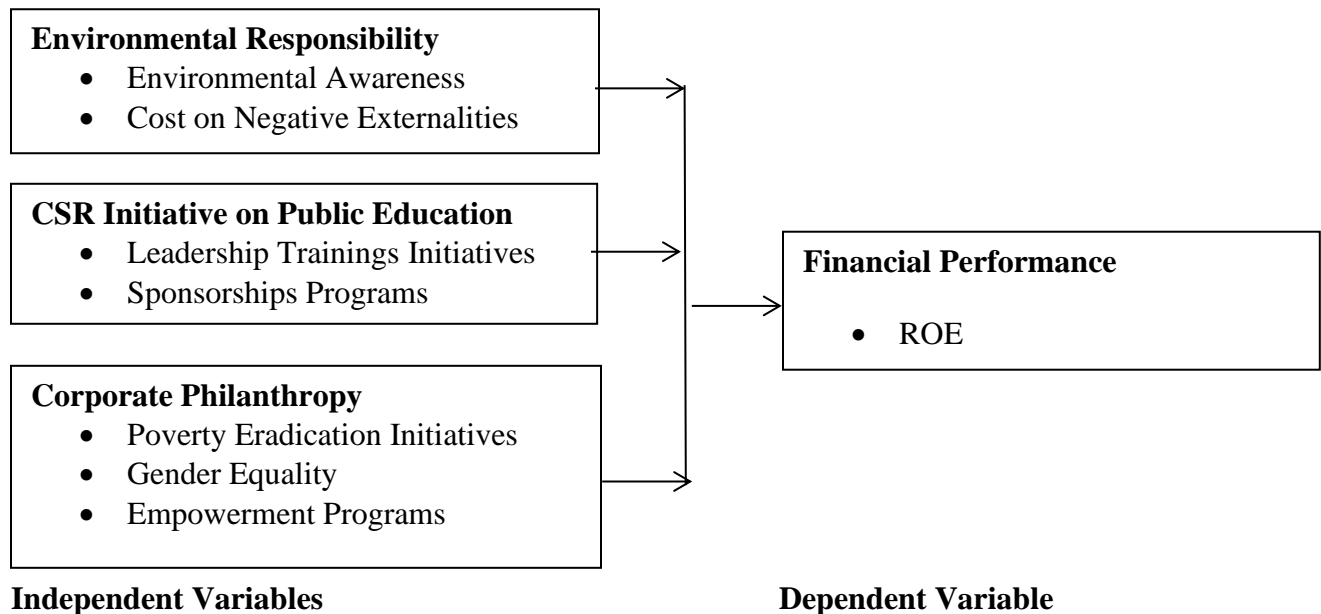 Environmental Responsibility
• Environmental Awareness
• Cost on Negative Externalities
CSR Initiative on Public Education
• Leadership Trainings Initiatives
• Sponsorships Programs
Corporate Philanthropy
• Poverty Eradication Initiatives
• Gender Equality
• Empowerment Programs
Financial Performance
• ROE
Independent Variables
Dependent Variable